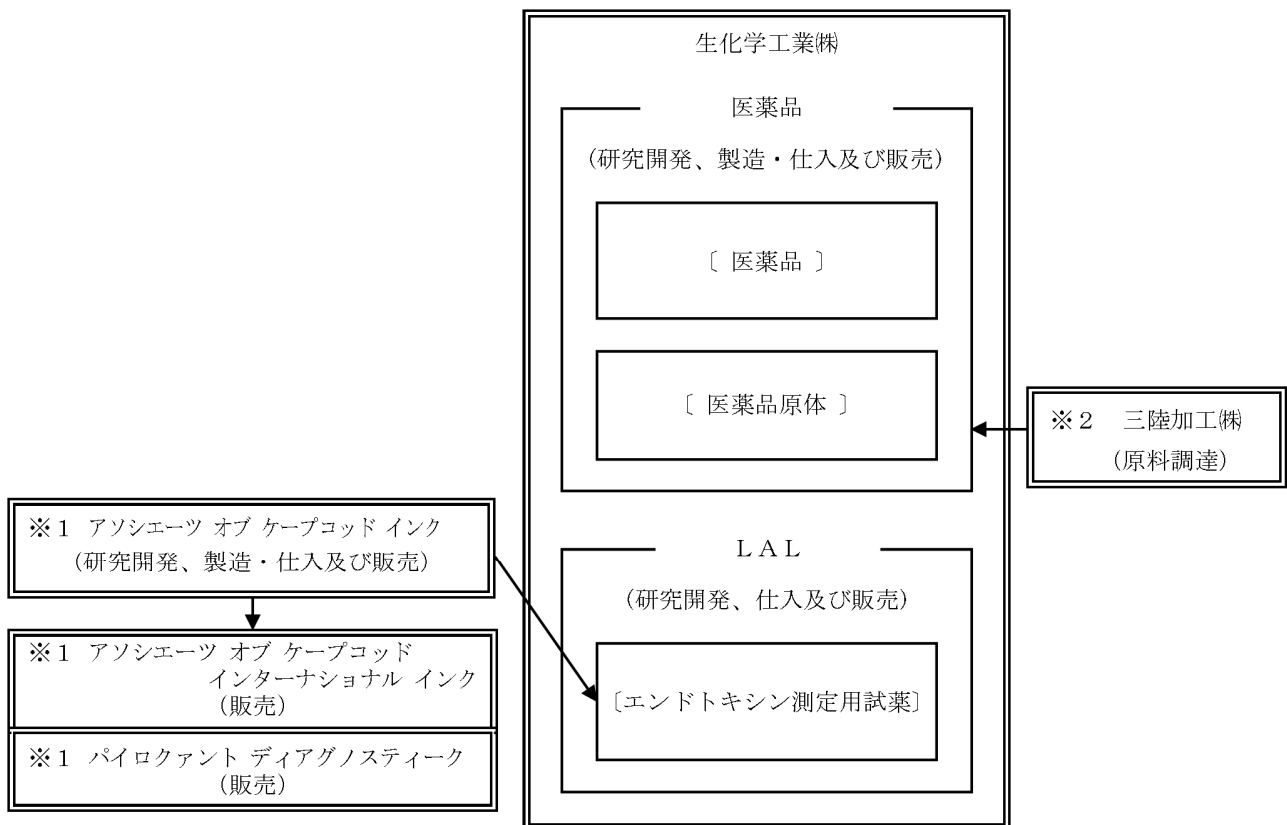 生化学工業㈱
医薬品
(研究開発、製造・仕入及び販売)
〔 医薬品 〕
〔 医薬品原体 〕
※2 三陸加工㈱
(原料調達)
※1 アソシエーツ オブ ケープコッド インク
(研究開発、製造・仕入及び販売)
※1 アソシエーツ オブ ケープコッド
インターナショナル インク
(販売)
※1 パイロクァント ディアグノスティーク
(販売)
LAL
(研究開発、仕入及び販売)
〔エンドトキシン測定用試薬〕